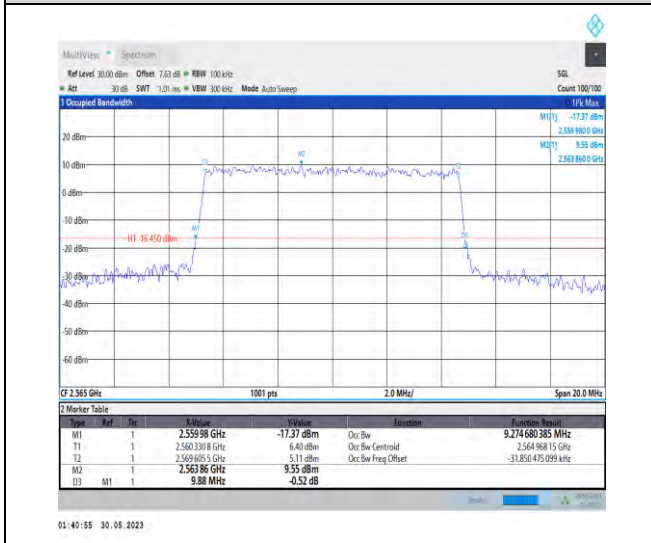 MultiView Spectrum
Ref Level 30.00 dBm Offset 7.63 dB RBW 100 kHz SGL
Att 30 dB SWT 1.01 ms VBW 300 kHz Mode Auto Sweep Count 100/100
1 Occupied Bandwidth 1Pk Max
M1[1] -17.37 dBm
2.559 980 0 GHz
M2[1] 9.55 dBm
2.563 860 0 GHz
20 dBm
M2
T1 T2
10 dBm
0 dBm
-10 dBm
M1
H1 -16.450 dBm
D3
-20 dBm
-30 dBm
-40 dBm
-50 dBm
-60 dBm
CF 2.565 GHz 1001 pts 2.0 MHz/ Span 20.0 MHz
2 Marker Table
Type Ref Trc X-Value Y-Value Function Function Result
M1 1 2.559 98 GHz -17.37 dBm Occ Bw 9.274 680 385 MHz
T1 1 2.560 330 8 GHz 6.40 dBm Occ Bw Centroid 2.564 968 15 GHz
T2 1 2.569 605 5 GHz 5.11 dBm Occ Bw Freq Offset -31.850 475 099 kHz
M2 1 2.563 86 GHz 9.55 dBm
D3 M1 1 9.88 MHz -0.52 dB
01:40:55 30.05.2023